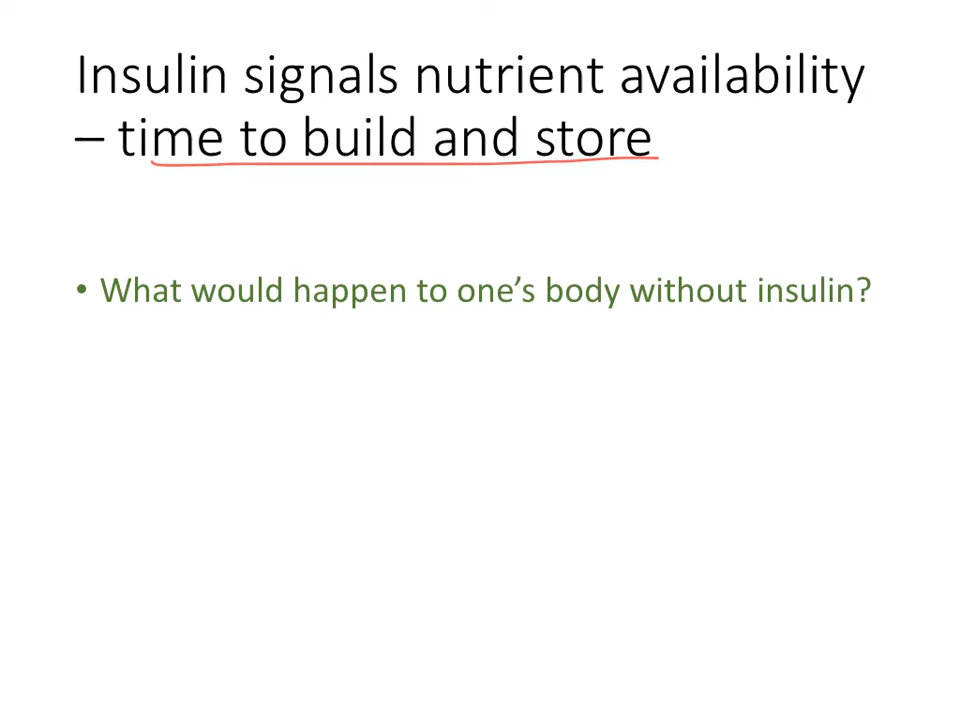 Insulin signals nutrient availability
– time to build and store
• What would happen to one’s body without insulin?